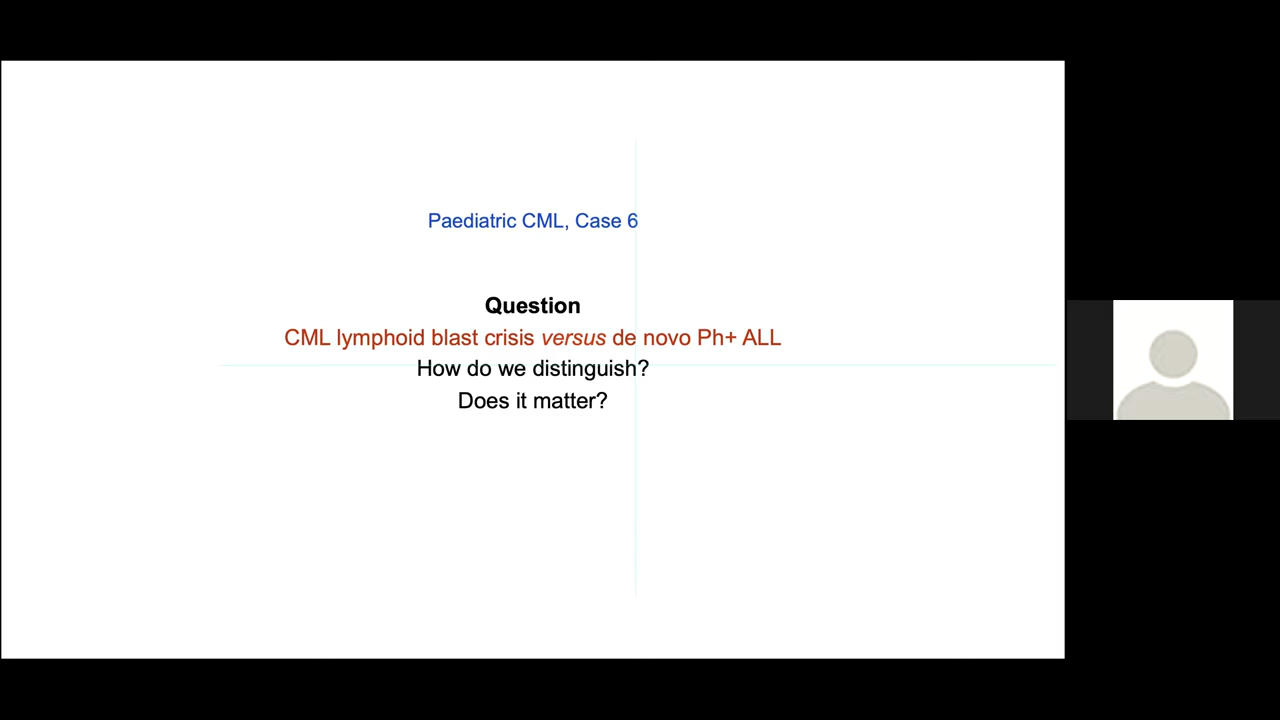 Paediatric CML, Case 6
Question
CML lymphoid blast crisis versus de novo Ph+ ALL
How do we distinguish?
Does it matter?